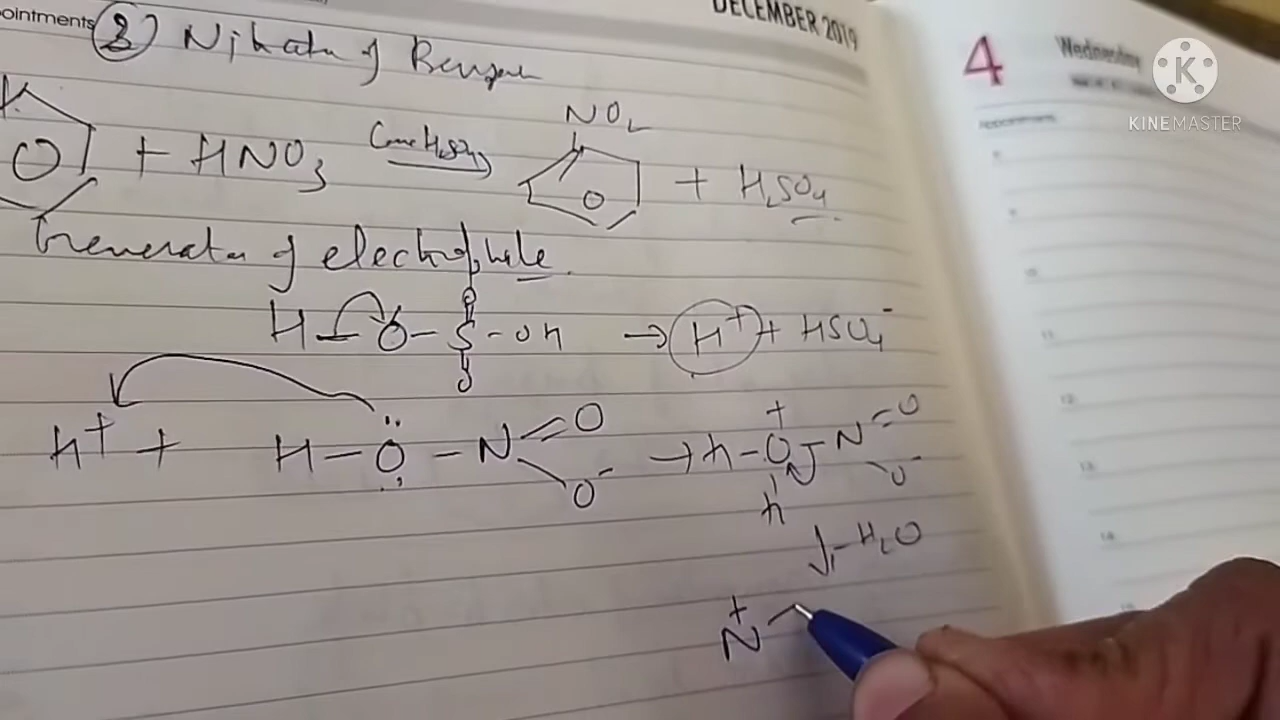 ointments
DECEMBER 2019
4 Wednesday
KINEMASTER
3) Nitration of Benzene
+ HNO3 Conc H2SO4 NO2 + H2SO4
Generation of electrophile.
H - O - S - OH → H+ + HSO4-
O
O
H+ + H - O - N = O → H - O - N = O
O- + H O-
↓ - H2O
+ N